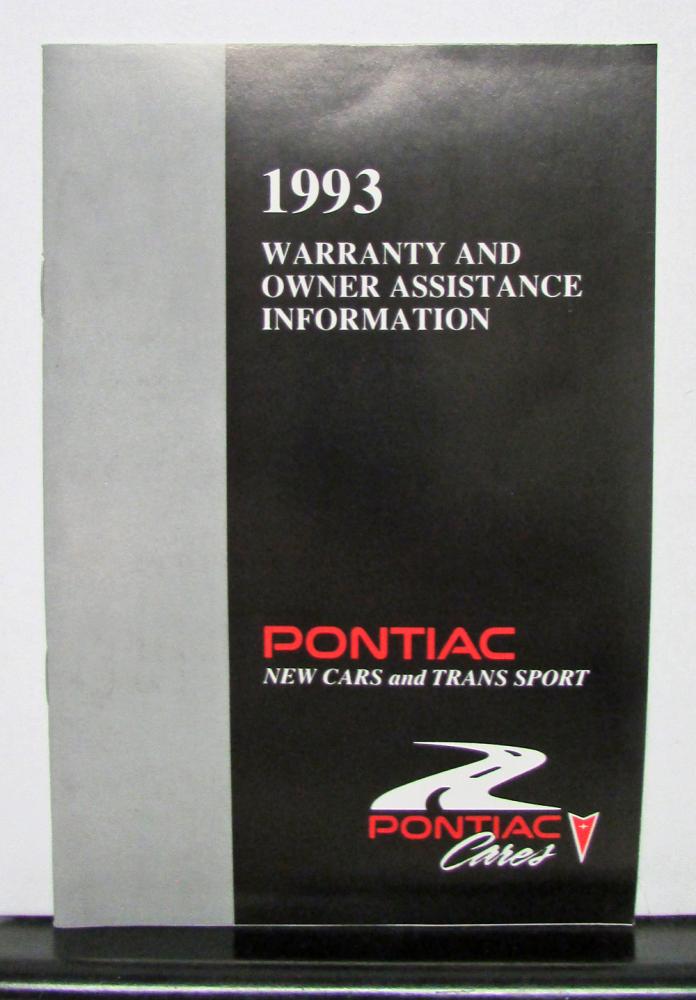 1993
WARRANTY AND
OWNER ASSISTANCE
INFORMATION
PONTIAC
NEW CARS and TRANS SPORT
PONTIAC
Cares